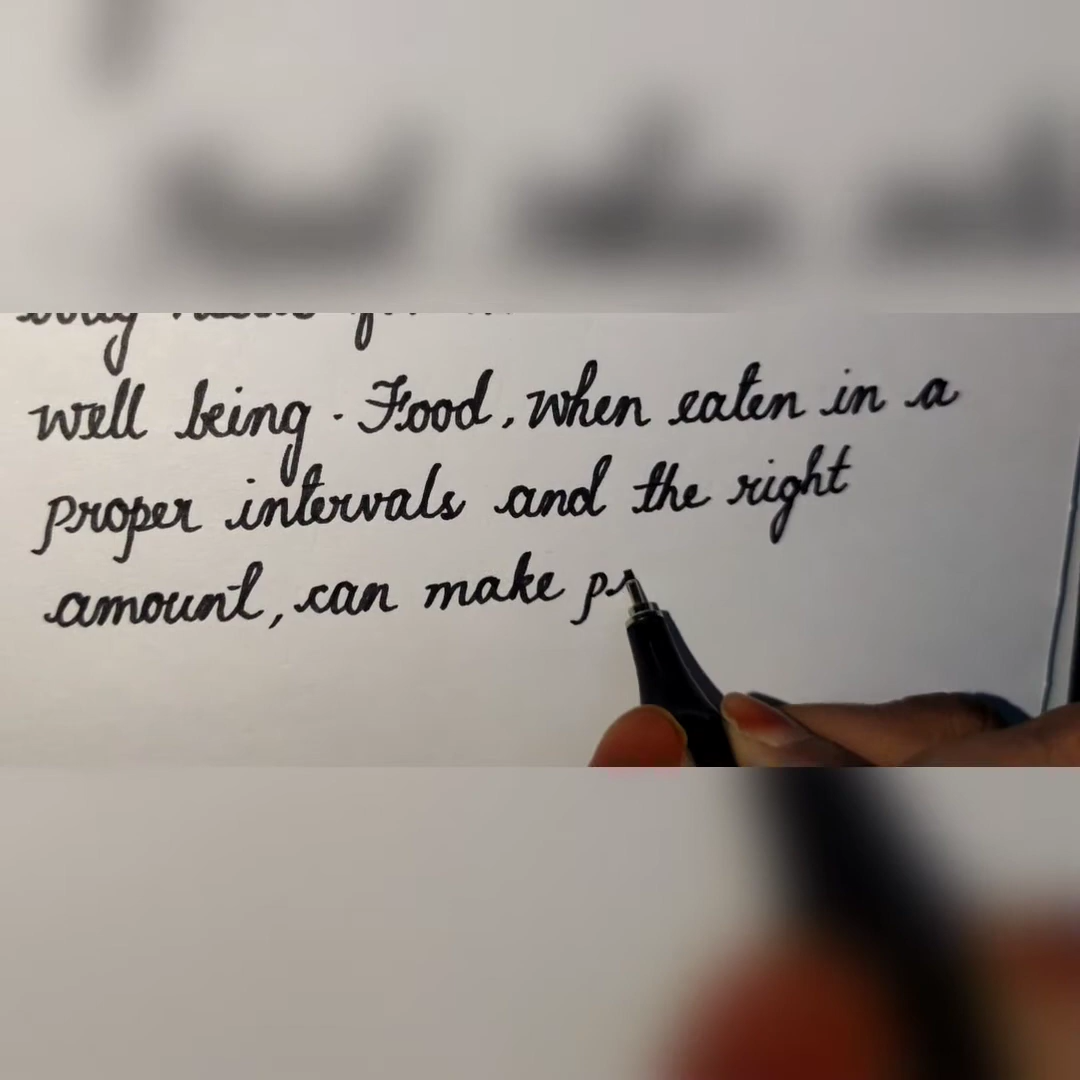 well being. Food, when eaten in a
proper intervals and the right
amount, can make p